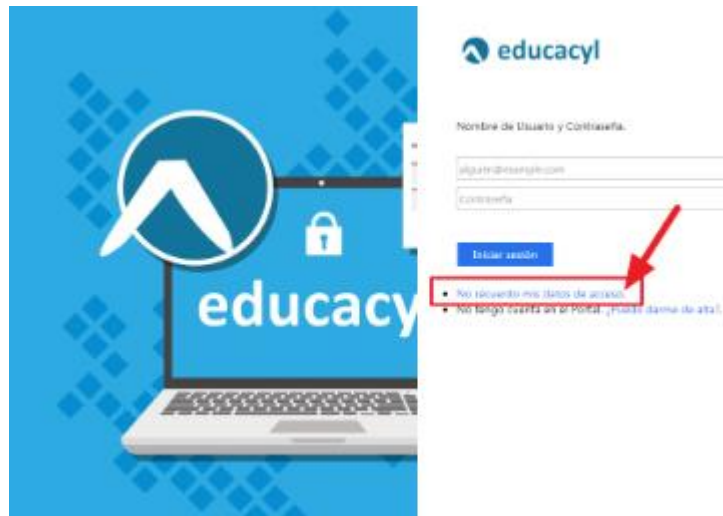 educacy
educacyl
Nombre de Usuario y Contraseña.
alguien@example.com
Contraseña
Iniciar sesión
No recuerdo mis datos de acceso.
No tengo cuenta en el Portal. ¿Puedo darme de alta?.